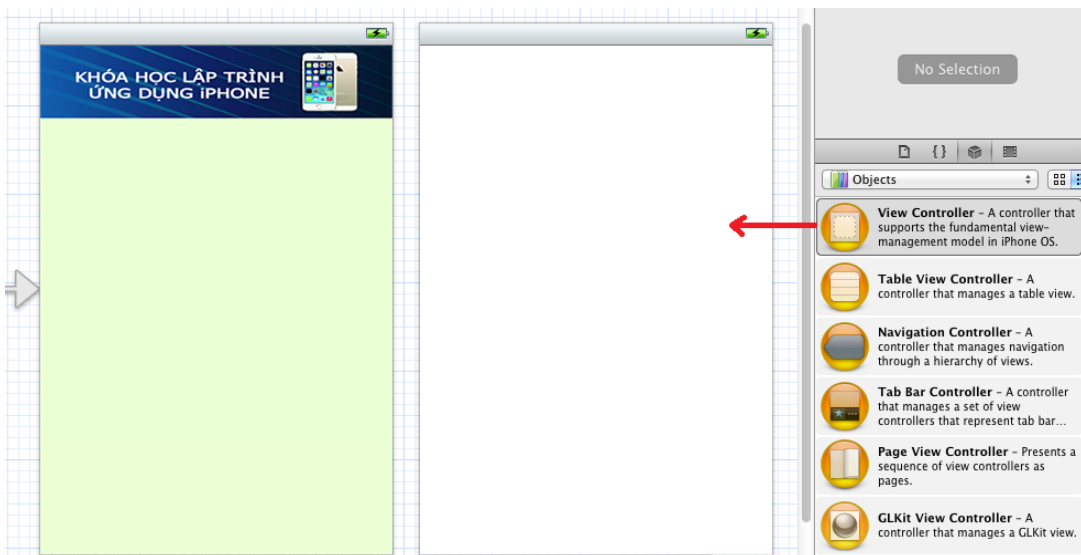 KHÓA HỌC LẬP TRÌNH
ỨNG DỤNG iPHONE
No Selection
{}
Objects
View Controller – A controller that
supports the fundamental view-
management model in iPhone OS.
Table View Controller – A
controller that manages a table view.
Navigation Controller – A
controller that manages navigation
through a hierarchy of views.
Tab Bar Controller – A controller
that manages a set of view
controllers that represent tab bar...
Page View Controller – Presents a
sequence of view controllers as
pages.
GLKit View Controller – A
controller that manages a GLKit view.